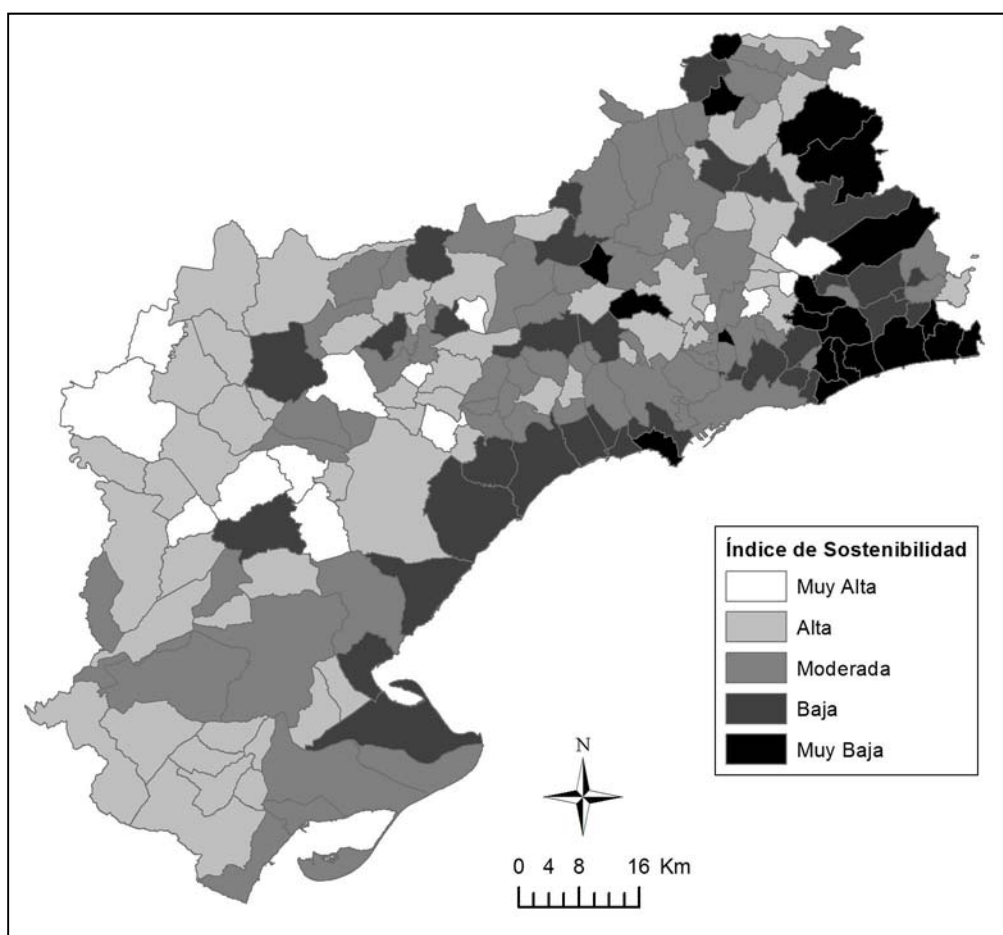 Índice de Sostenibilidad
Muy Alta
Alta
Moderada
Baja
Muy Baja
N
0 4 8 16 Km